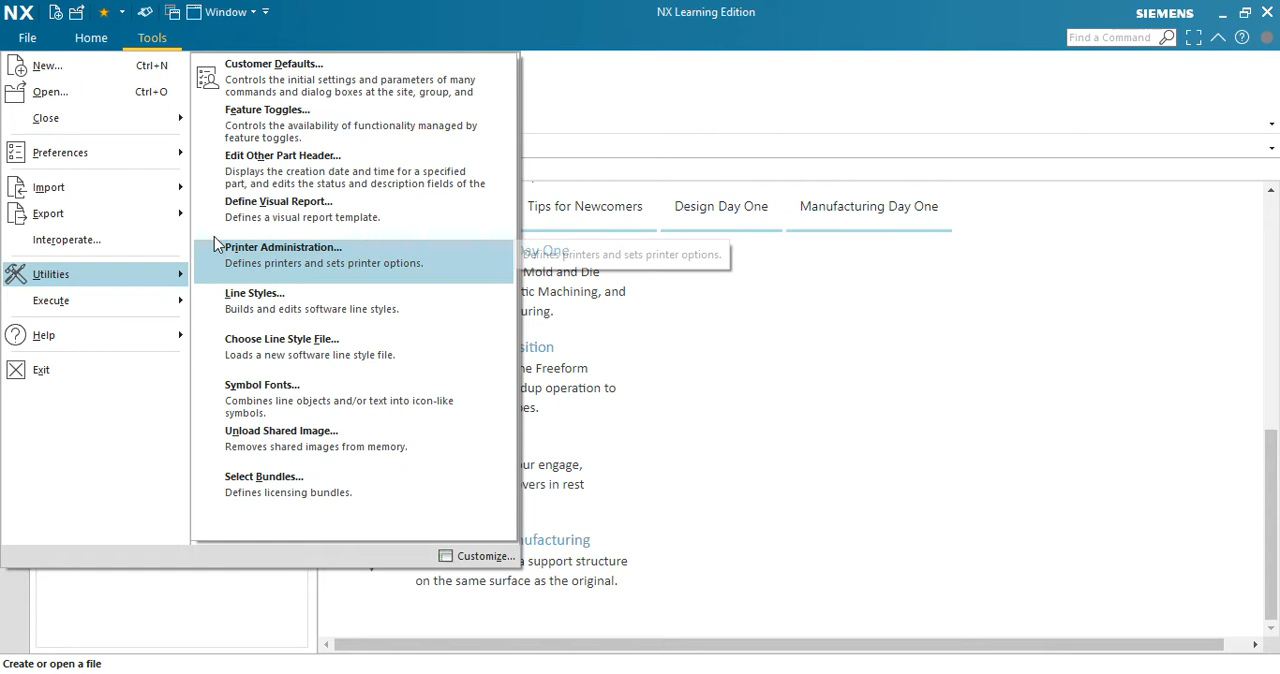 NX
Window
NX Learning Edition
SIEMENS
File
Home
Tools
Find a Command
New...
Ctrl+N
Open...
Ctrl+O
Close
Preferences
Import
Export
Interoperate...
Utilities
Execute
Help
Exit
Customer Defaults...
Controls the initial settings and parameters of many
commands and dialog boxes at the site, group, and
Feature Toggles...
Controls the availability of functionality managed by
feature toggles.
Edit Other Part Header...
Displays the creation date and time for a specified
part, and edits the status and description fields of the
Define Visual Report...
Defines a visual report template.
Printer Administration...
Defines printers and sets printer options.
Line Styles...
Builds and edits software line styles.
Choose Line Style File...
Loads a new software line style file.
Symbol Fonts...
Combines line objects and/or text into icon-like
symbols.
Unload Shared Image...
Removes shared images from memory.
Select Bundles...
Defines licensing bundles.
Customize...
Tips for Newcomers
Design Day One
Manufacturing Day One
Day One
Defines printers and sets printer options.
Mold and Die
tic Machining, and
uring.
sition
he Freeform
dup operation to
pes.
our engage,
overs in rest
nufacturing
a support structure
on the same surface as the original.
Create or open a file